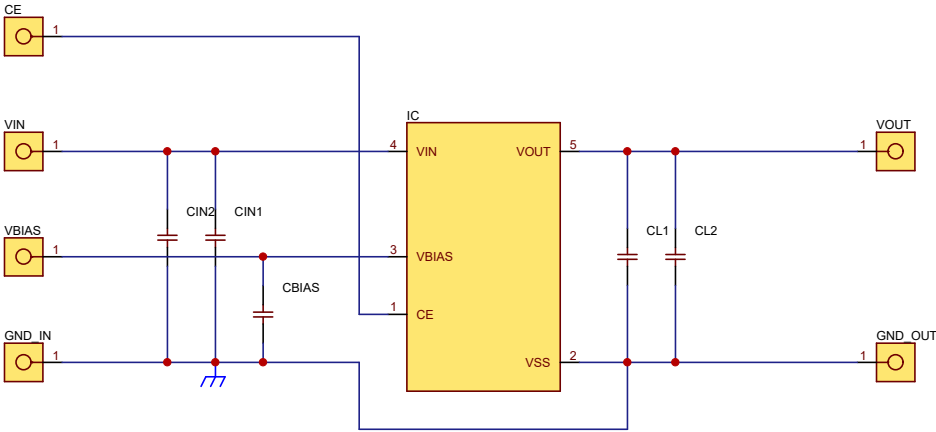 CE
1
IC
VIN
1
4 VIN
VOUT 5
1
VOUT
CIN2 CIN1
VBIAS
1
3 VBIAS
CL1 CL2
CBIAS
1 CE
GND_IN
1
VSS 2
1
GND_OUT